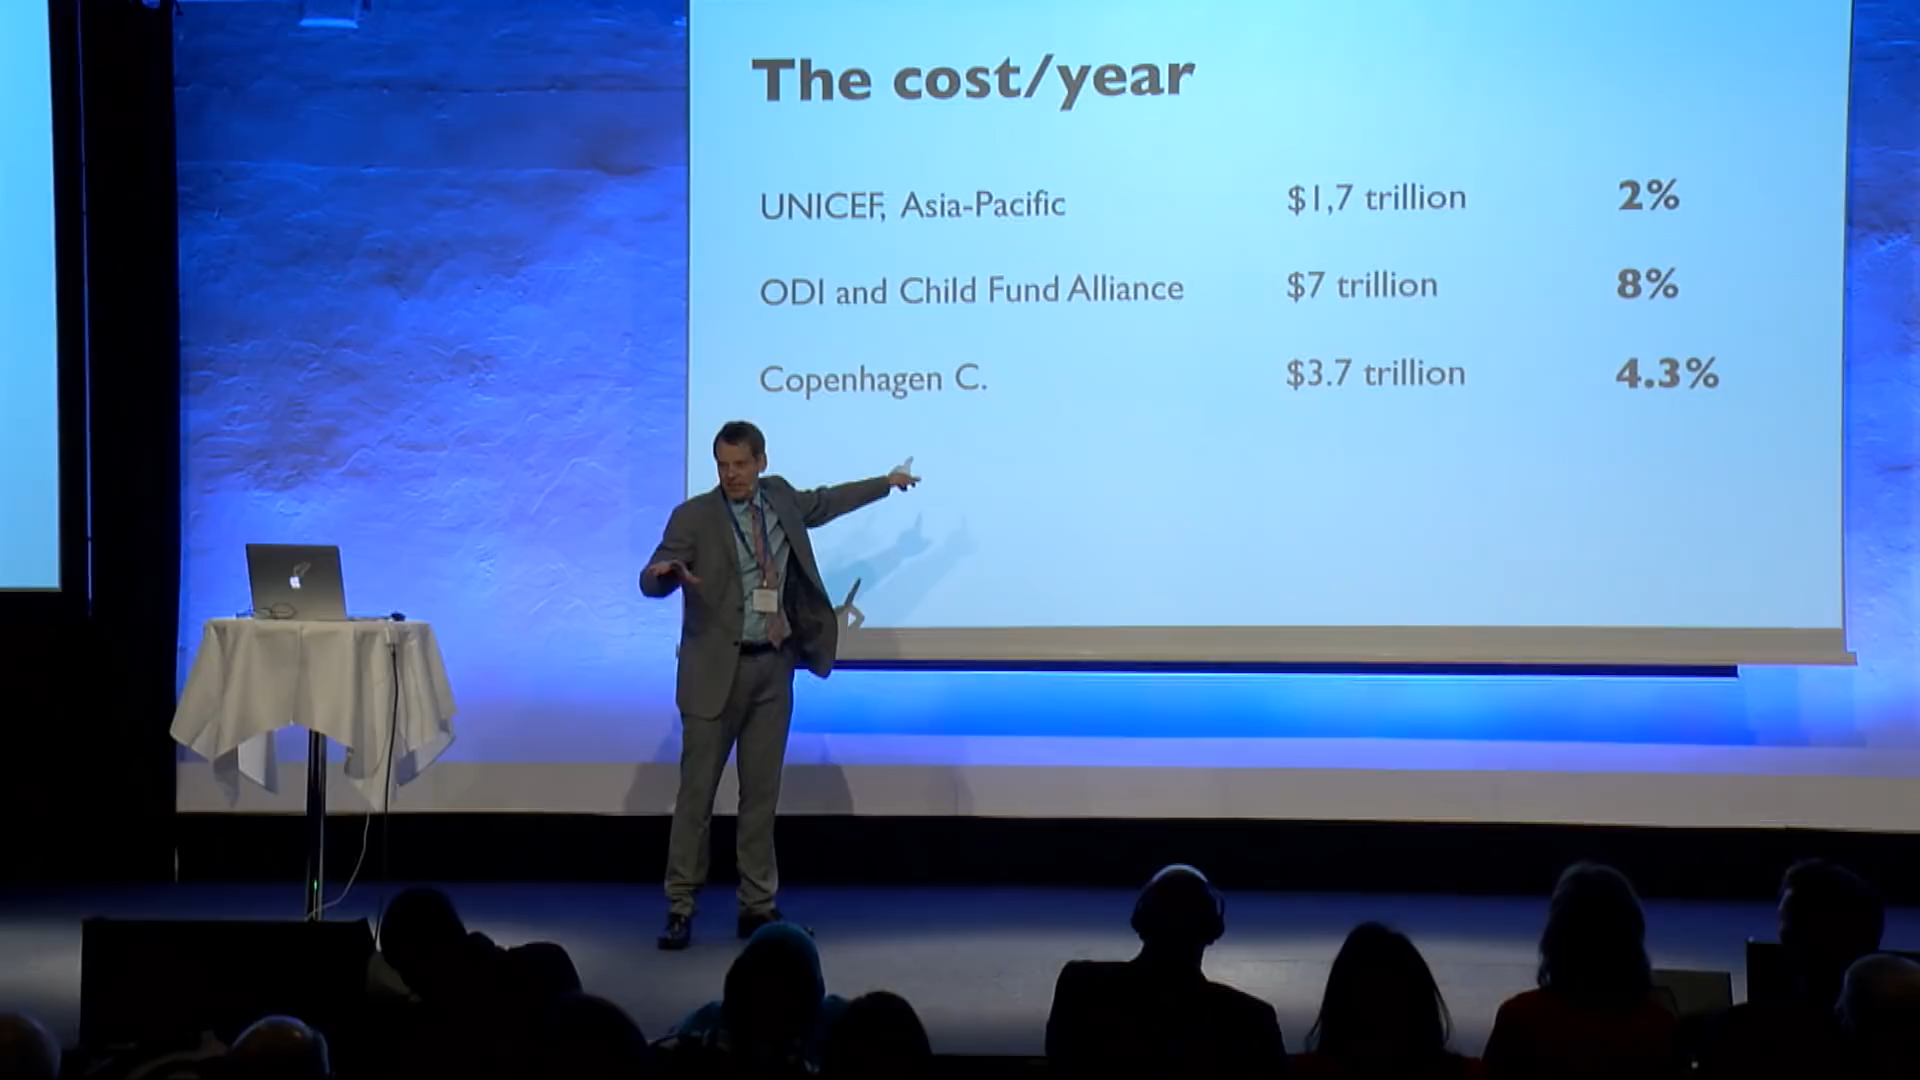 The cost/year
UNICEF, Asia-Pacific $1,7 trillion 2%
ODI and Child Fund Alliance $7 trillion 8%
Copenhagen C. $3.7 trillion 4.3%